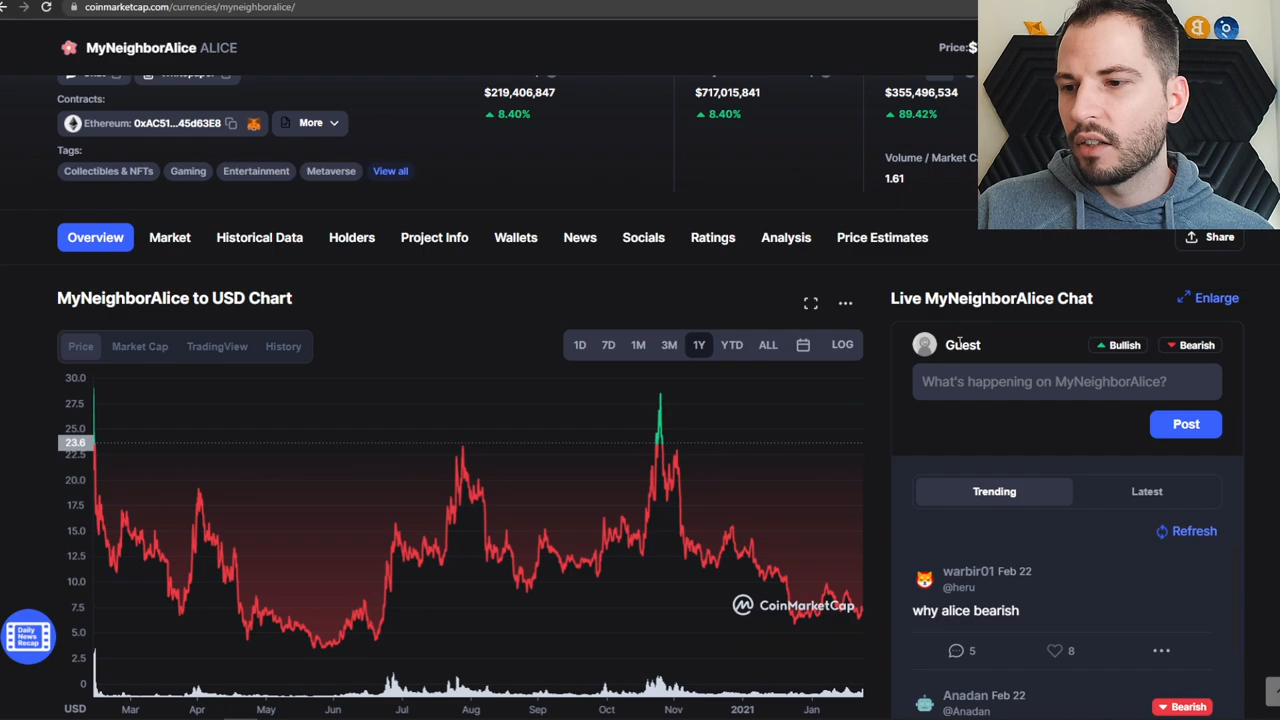 coinmarketcap.com/currencies/myneighboralice/
MyNeighborAlice ALICE
Price: $
Contracts:
$219,406,847
$717,015,841
$355,496,534
8.40%
8.40%
89.42%
Ethereum: 0xAC51...45d63E8
More
Tags:
Volume / Market C
1.61
Collectibles & NFTs
Gaming
Entertainment
Metaverse
View all
Overview
Market
Historical Data
Holders
Project Info
Wallets
News
Socials
Ratings
Analysis
Price Estimates
Share
MyNeighborAlice to USD Chart
Price
Market Cap
TradingView
History
1D
7D
1M
3M
1Y
YTD
ALL
LOG
30.0
27.5
25.0
23.6
22.5
20.0
17.5
15.0
12.5
10.0
7.5
5.0
2.5
0
CoinMarketCap
USD
Mar
Apr
May
Jun
Jul
Aug
Sep
Oct
Nov
2021
Jan
Daily
News
Recap
Live MyNeighborAlice Chat
Enlarge
Guest
Bullish
Bearish
What's happening on MyNeighborAlice?
Post
Trending
Latest
Refresh
warbir01 Feb 22
@heru
why alice bearish
5
8
Anadan Feb 22
@Anadan
Bearish